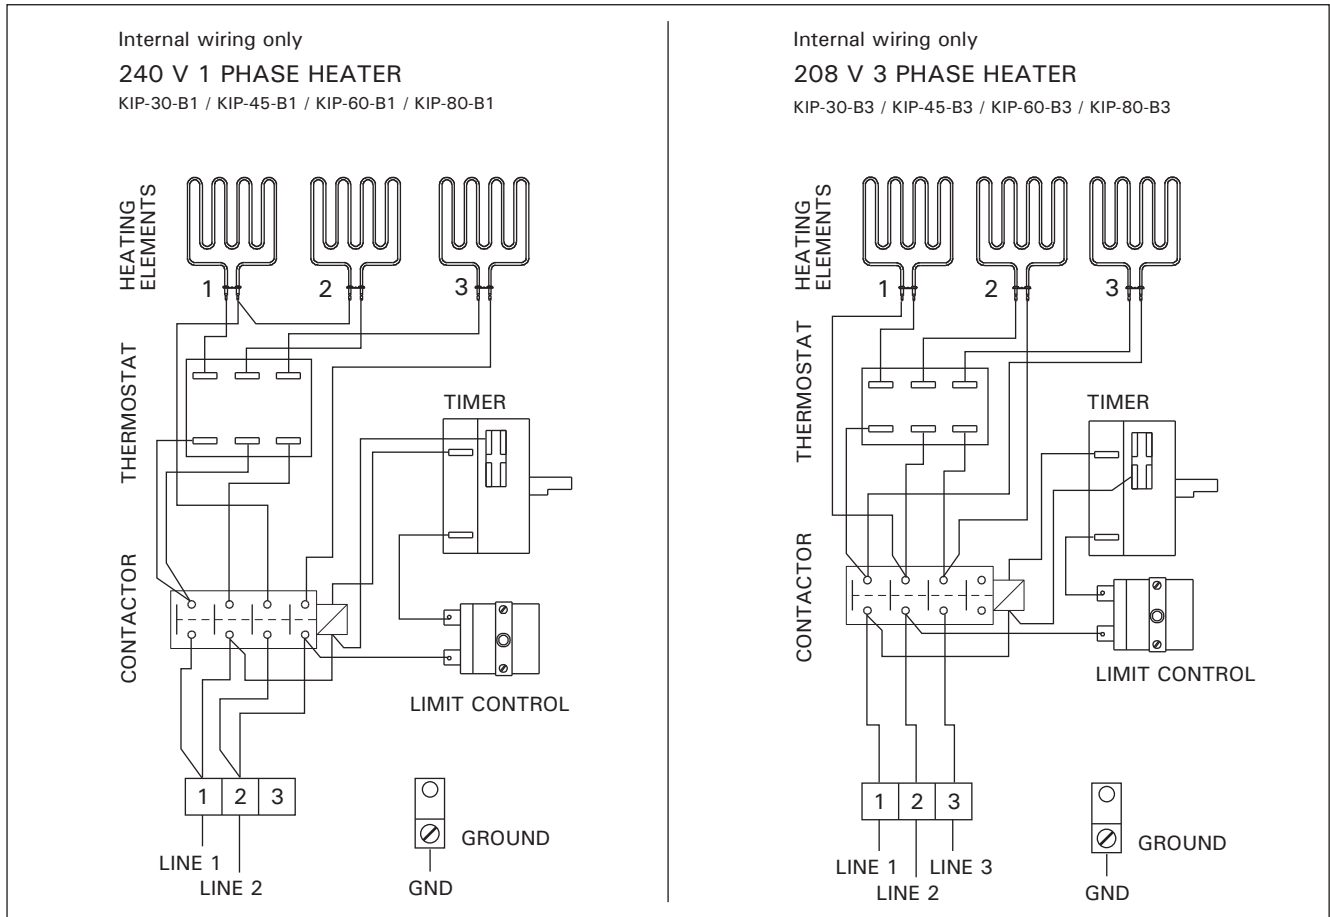 Internal wiring only
240 V 1 PHASE HEATER
KIP-30-B1 / KIP-45-B1 / KIP-60-B1 / KIP-80-B1
HEATING
ELEMENTS
1
2
3
THERMOSTAT
TIMER
CONTACTOR
LIMIT CONTROL
1 2 3
GROUND
LINE 1
LINE 2
GND
Internal wiring only
208 V 3 PHASE HEATER
KIP-30-B3 / KIP-45-B3 / KIP-60-B3 / KIP-80-B3
HEATING
ELEMENTS
1
2
3
THERMOSTAT
TIMER
CONTACTOR
LIMIT CONTROL
1 2 3
GROUND
LINE 1
LINE 3
LINE 2
GND